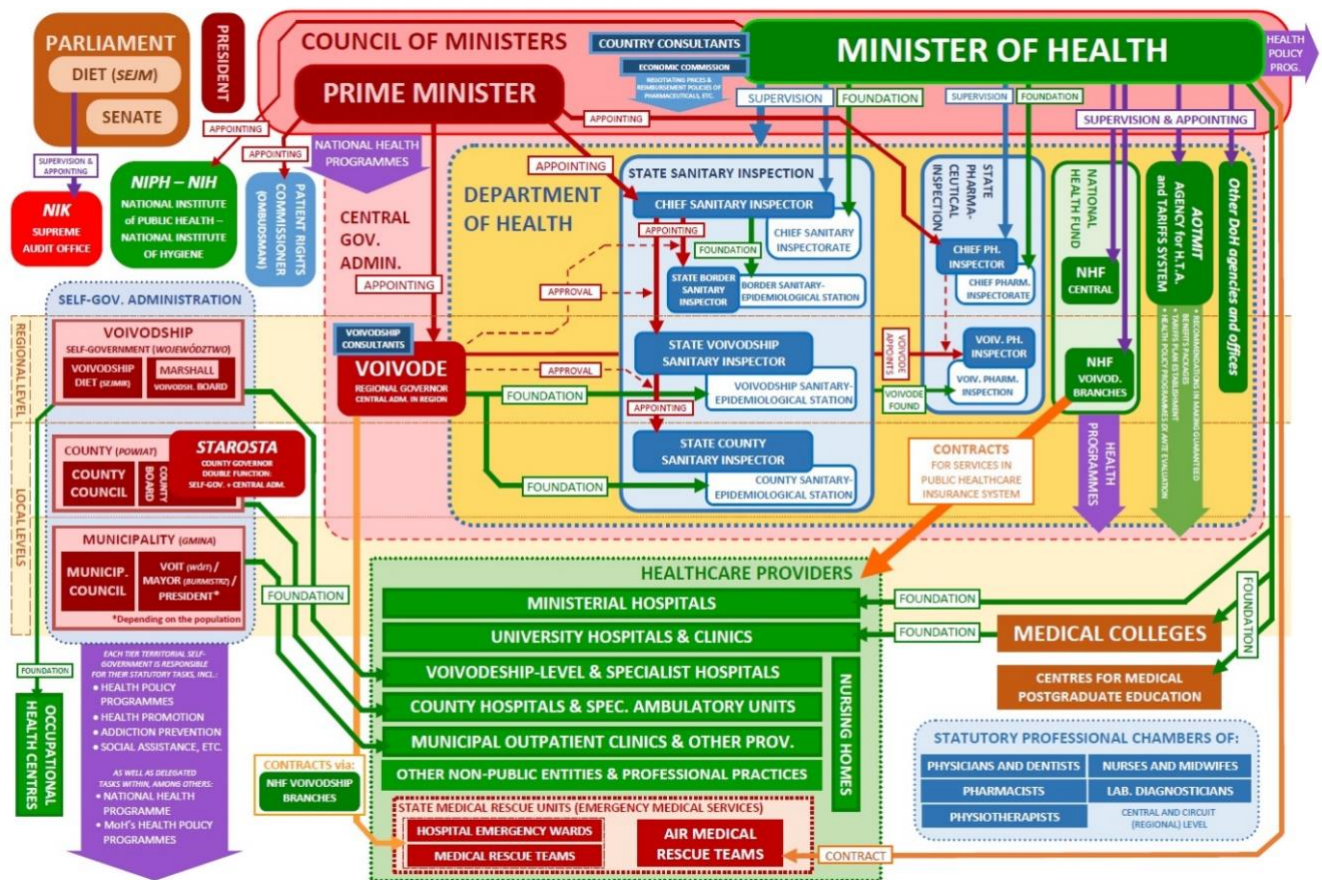 PARLIAMENT
DIET (SEJM)
SENATE
PRESIDENT
COUNCIL OF MINISTERS
PRIME MINISTER
COUNTRY CONSULTANTS
ECONOMIC COMMISSION
NEGOTIATING PRICES &
REIMBURSEMENT POLICIES OF
PHARMACEUTICALS, ETC.
MINISTER OF HEALTH
HEALTH
POLICY
PROG.
SUPERVISION
FOUNDATION
SUPERVISION
FOUNDATION
SUPERVISION & APPOINTING
SUPERVISION &
APPOINTING
APPOINTING
APPOINTING
APPOINTING
APPOINTING
NIK
SUPREME
AUDIT OFFICE
NIPH – NIH
NATIONAL INSTITUTE
of PUBLIC HEALTH –
NATIONAL INSTITUTE
OF HYGIENE
PATIENT RIGHTS
COMMISSIONER
(OMBUDSMAN)
NATIONAL HEALTH
PROGRAMMES
CENTRAL
GOV.
ADMIN.
APPOINTING
DEPARTMENT
OF HEALTH
STATE SANITARY INSPECTION
CHIEF SANITARY INSPECTOR
CHIEF SANITARY
INSPECTORATE
APPOINTING
FOUNDATION
STATE BORDER
SANITARY
INSPECTOR
BORDER SANITARY-
EPIDEMIOLOGICAL STATION
APPROVAL
STATE VOIVODSHIP
SANITARY INSPECTOR
VOIVODSHIP SANITARY-
EPIDEMIOLOGICAL STATION
APPROVAL
FOUNDATION
APPOINTING
STATE COUNTY
SANITARY INSPECTOR
COUNTY SANITARY-
EPIDEMIOLOGICAL STATION
FOUNDATION
STATE
PHARMA-
CEUTICAL
INSPECTION
CHIEF PH.
INSPECTOR
CHIEF PHARM.
INSPECTORATE
VOIVODE
APPOINTS
VOIV. PH.
INSPECTOR
VOIV. PHARM.
INSPECTION
VOIVODE
FOUND
NATIONAL
HEALTH FUND
NHF
CENTRAL
NHF
VOIVOD.
BRANCHES
HEALTH
PROGRAMMES
AOTMIT
AGENCY for H.T.A.
and TARIFFS SYSTEM
• RECOMMENDATIONS IN MAKING GUARANTEED
BENEFITS PACKAGES
• TARIFFS PLAN ESTABLISHMENT
• HEALTH POLICY PROGRAMMES EX ANTE EVALUATION
Other DoH agencies and offices
VOIVODSHIP
CONSULTANTS
VOIVODE
REGIONAL GOVERNOR
CENTRAL ADM. IN REGION
REGIONAL LEVEL
LOCAL LEVELS
SELF-GOV. ADMINISTRATION
VOIVODSHIP
SELF-GOVERNMENT (WOJEWÓDZTWO)
VOIVODSHIP
DIET (SEJMIK)
MARSHALL
VOIVODSH. BOARD
COUNTY (POWIAT)
COUNTY
COUNCIL
COUNTY
BOARD
STAROSTA
COUNTY GOVERNOR
DOUBLE FUNCTION:
SELF-GOV. + CENTRAL ADM.
MUNICIPALITY (GMINA)
MUNICIP.
COUNCIL
VOIT (WÓJT) /
MAYOR (BURMISTRZ) /
PRESIDENT*
*Depending on the population
FOUNDATION
CONTRACTS
FOR SERVICES IN
PUBLIC HEALTHCARE
INSURANCE SYSTEM
EACH TIER TERRITORIAL SELF-
GOVERNMENT IS RESPONSIBLE
FOR THEIR STATUTORY TASKS, INCL.:
• HEALTH POLICY
PROGRAMMES
• HEALTH PROMOTION
• ADDICTION PREVENTION
• SOCIAL ASSISTANCE, ETC.
AS WELL AS DELEGATED
TASKS WITHIN, AMONG OTHERS:
• NATIONAL HEALTH
PROGRAMME
• MoH's HEALTH POLICY
PROGRAMMES
FOUNDATION
OCCUPATIONAL
HEALTH CENTRES
HEALTHCARE PROVIDERS
MINISTERIAL HOSPITALS
UNIVERSITY HOSPITALS & CLINICS
VOIVODESHIP-LEVEL & SPECIALIST HOSPITALS
COUNTY HOSPITALS & SPEC. AMBULATORY UNITS
MUNICIPAL OUTPATIENT CLINICS & OTHER PROV.
OTHER NON-PUBLIC ENTITIES & PROFESSIONAL PRACTICES
NURSING HOMES
CONTRACTS via:
NHF VOIVODSHIP
BRANCHES
STATE MEDICAL RESCUE UNITS (EMERGENCY MEDICAL SERVICES)
HOSPITAL EMERGENCY WARDS
MEDICAL RESCUE TEAMS
AIR MEDICAL
RESCUE TEAMS
CONTRACT
FOUNDATION
FOUNDATION
FOUNDATION
MEDICAL COLLEGES
CENTRES FOR MEDICAL
POSTGRADUATE EDUCATION
STATUTORY PROFESSIONAL CHAMBERS OF:
PHYSICIANS AND DENTISTS
NURSES AND MIDWIFES
PHARMACISTS
LAB. DIAGNOSTICIANS
PHYSIOTHERAPISTS
CENTRAL AND CIRCUIT
(REGIONAL) LEVEL